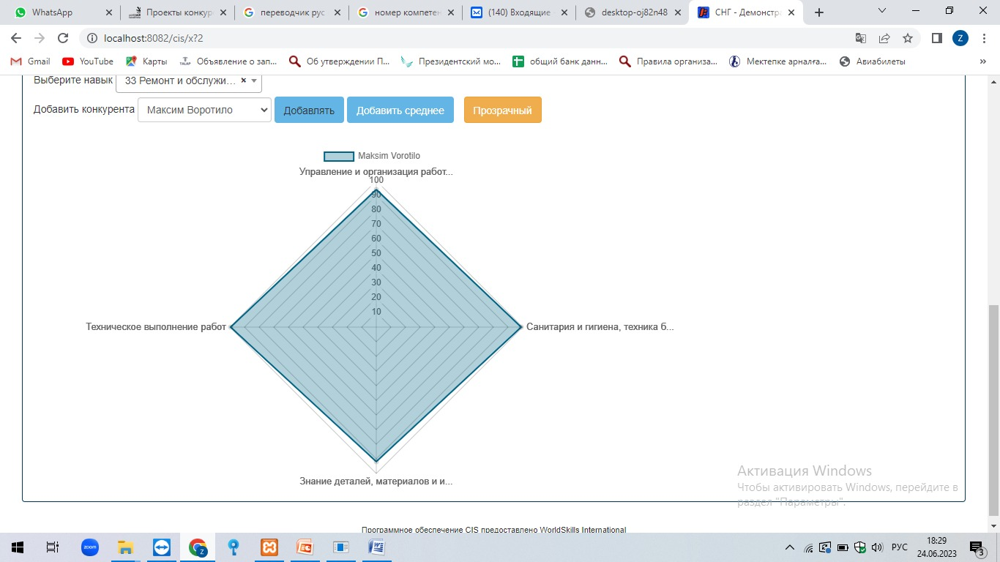 WhatsApp
Проекты конкур
переводчик рус
номер компетен
(140) Входящие
desktop-oj82n48
СНГ - Демонстра
localhost:8082/cis/x?2
Z
Gmail
YouTube
Карты
TALAP
Объявление о зап...
Об утверждении П...
Президентский мо...
общий банк данн...
Правила организа...
Мектепке арналға...
Авиабилеты
»
Выберите навык
33 Ремонт и обслужи...
×
Добавить конкурента
Максим Воротило
Добавлять
Добавить среднее
Прозрачный
Maksim Vorotilo
Управление и организация работ...
100
90
80
70
60
50
40
30
20
10
Техническое выполнение работ
Санитария и гигиена, техника б...
Знание деталей, материалов и и...
Активация Windows
Чтобы активировать Windows, перейдите в
раздел "Параметры".
Программное обеспечение CIS предоставлено WorldSkills International
zoom
Z
РУС
18:29
24.06.2023
3